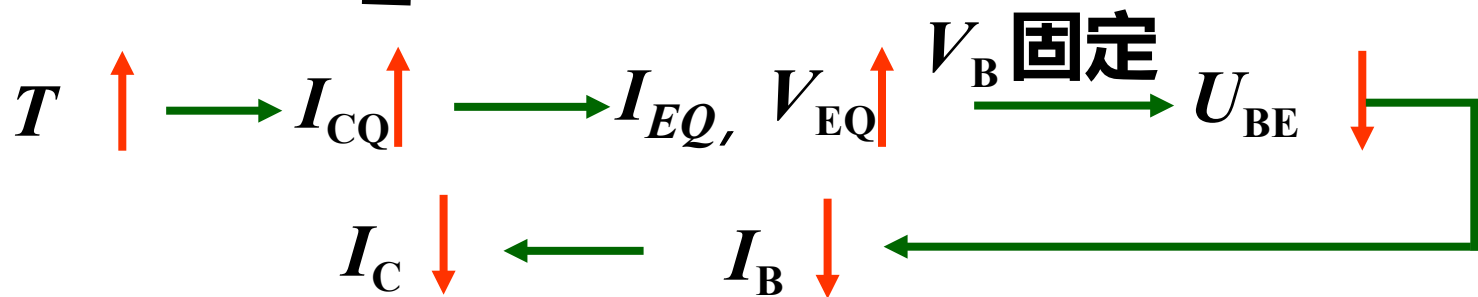 T I_CQ I_EQ, V_EQ V_B 固定 U_BE
I_C I_B